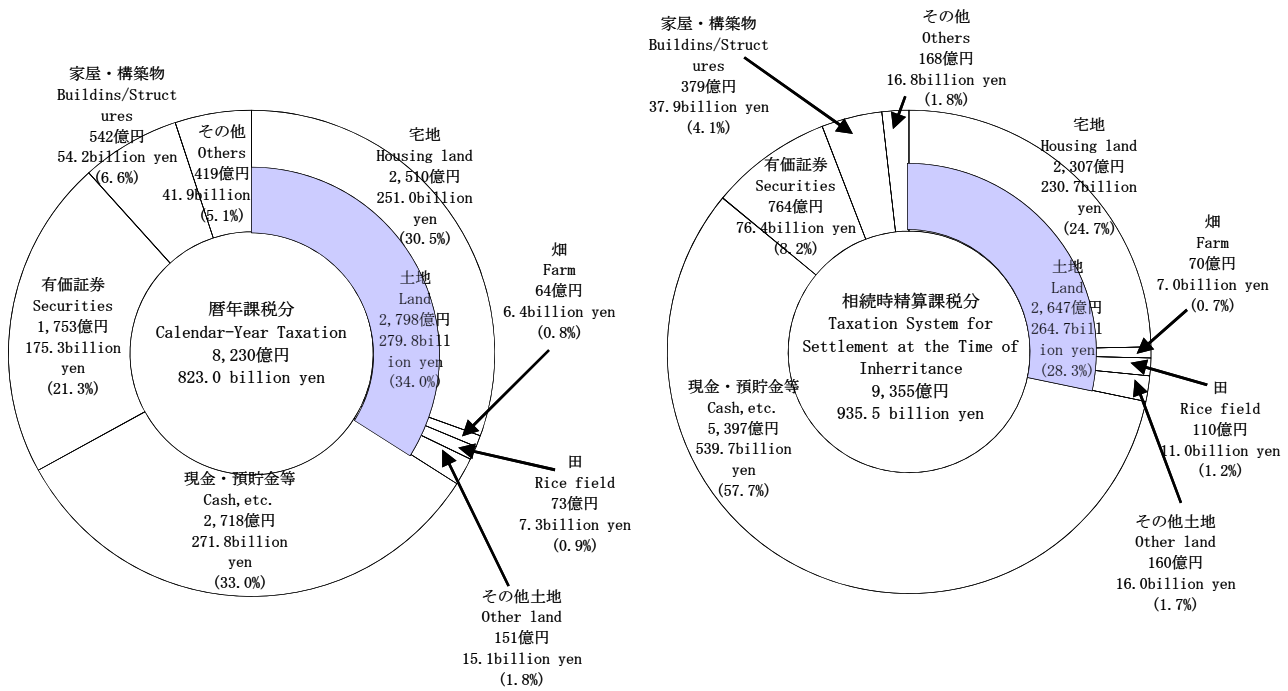 家屋・構築物
Buildins/Struct
ures
542億円
54.2billion yen
(6.6%)
その他
Others
419億円
41.9billion
(5.1%)
宅地
Housing land
2,510億円
251.0billion
yen
(30.5%)
畑
Farm
64億円
6.4billion yen
(0.8%)
土地
Land
2,798億円
279.8bill
ion yen
(34.0%)
有価証券
Securities
1,753億円
175.3billion
yen
(21.3%)
暦年課税分
Calendar-Year Taxation
8,230億円
823.0 billion yen
田
Rice field
73億円
7.3billion yen
(0.9%)
現金・預貯金等
Cash,etc.
2,718億円
271.8billion
yen
(33.0%)
その他土地
Other land
151億円
15.1billion yen
(1.8%)
家屋・構築物
Buildins/Struct
ures
379億円
37.9billion yen
(4.1%)
その他
Others
168億円
16.8billion yen
(1.8%)
宅地
Housing land
2,307億円
230.7billion
yen
(24.7%)
有価証券
Securities
764億円
76.4billion yen
(8.2%)
畑
Farm
70億円
7.0billion yen
(0.7%)
土地
Land
2,647億円
264.7bill
ion yen
(28.3%)
相続時精算課税分
Taxation System for
Settlement at the Time of
Inherritance
9,355億円
935.5 billion yen
現金・預貯金等
Cash,etc.
5,397億円
539.7billion
yen
(57.7%)
田
Rice field
110億円
11.0billion yen
(1.2%)
その他土地
Other land
160億円
16.0billion yen
(1.7%)